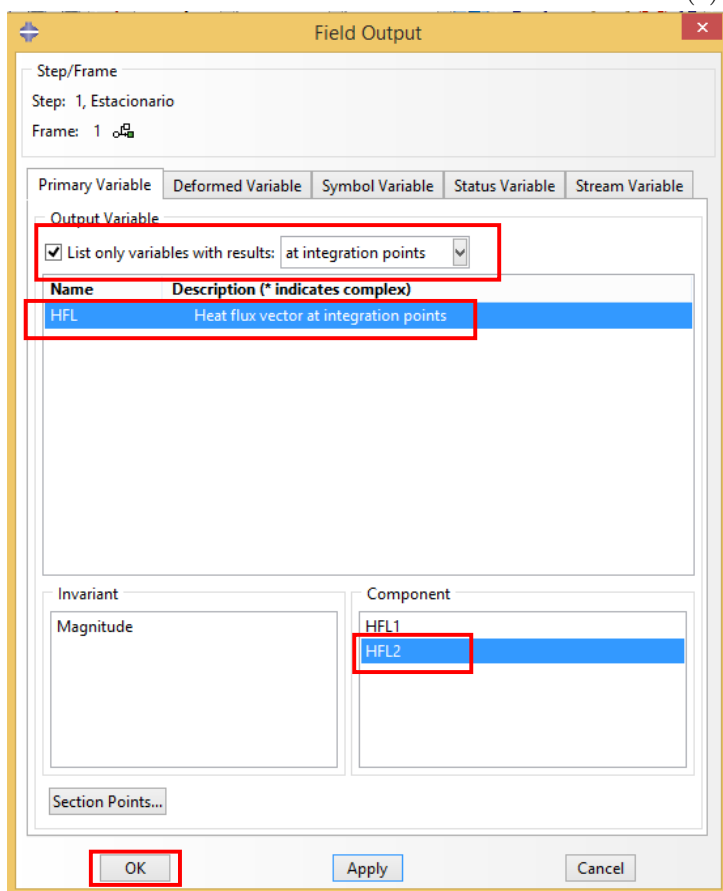 Field Output
Step/Frame
Step: 1, Estacionario
Frame: 1
Primary Variable Deformed Variable Symbol Variable Status Variable Stream Variable
Output Variable
List only variables with results: at integration points
Name Description (* indicates complex)
HFL Heat flux vector at integration points
Invariant
Component
Magnitude
HFL1
HFL2
Section Points...
OK Apply Cancel